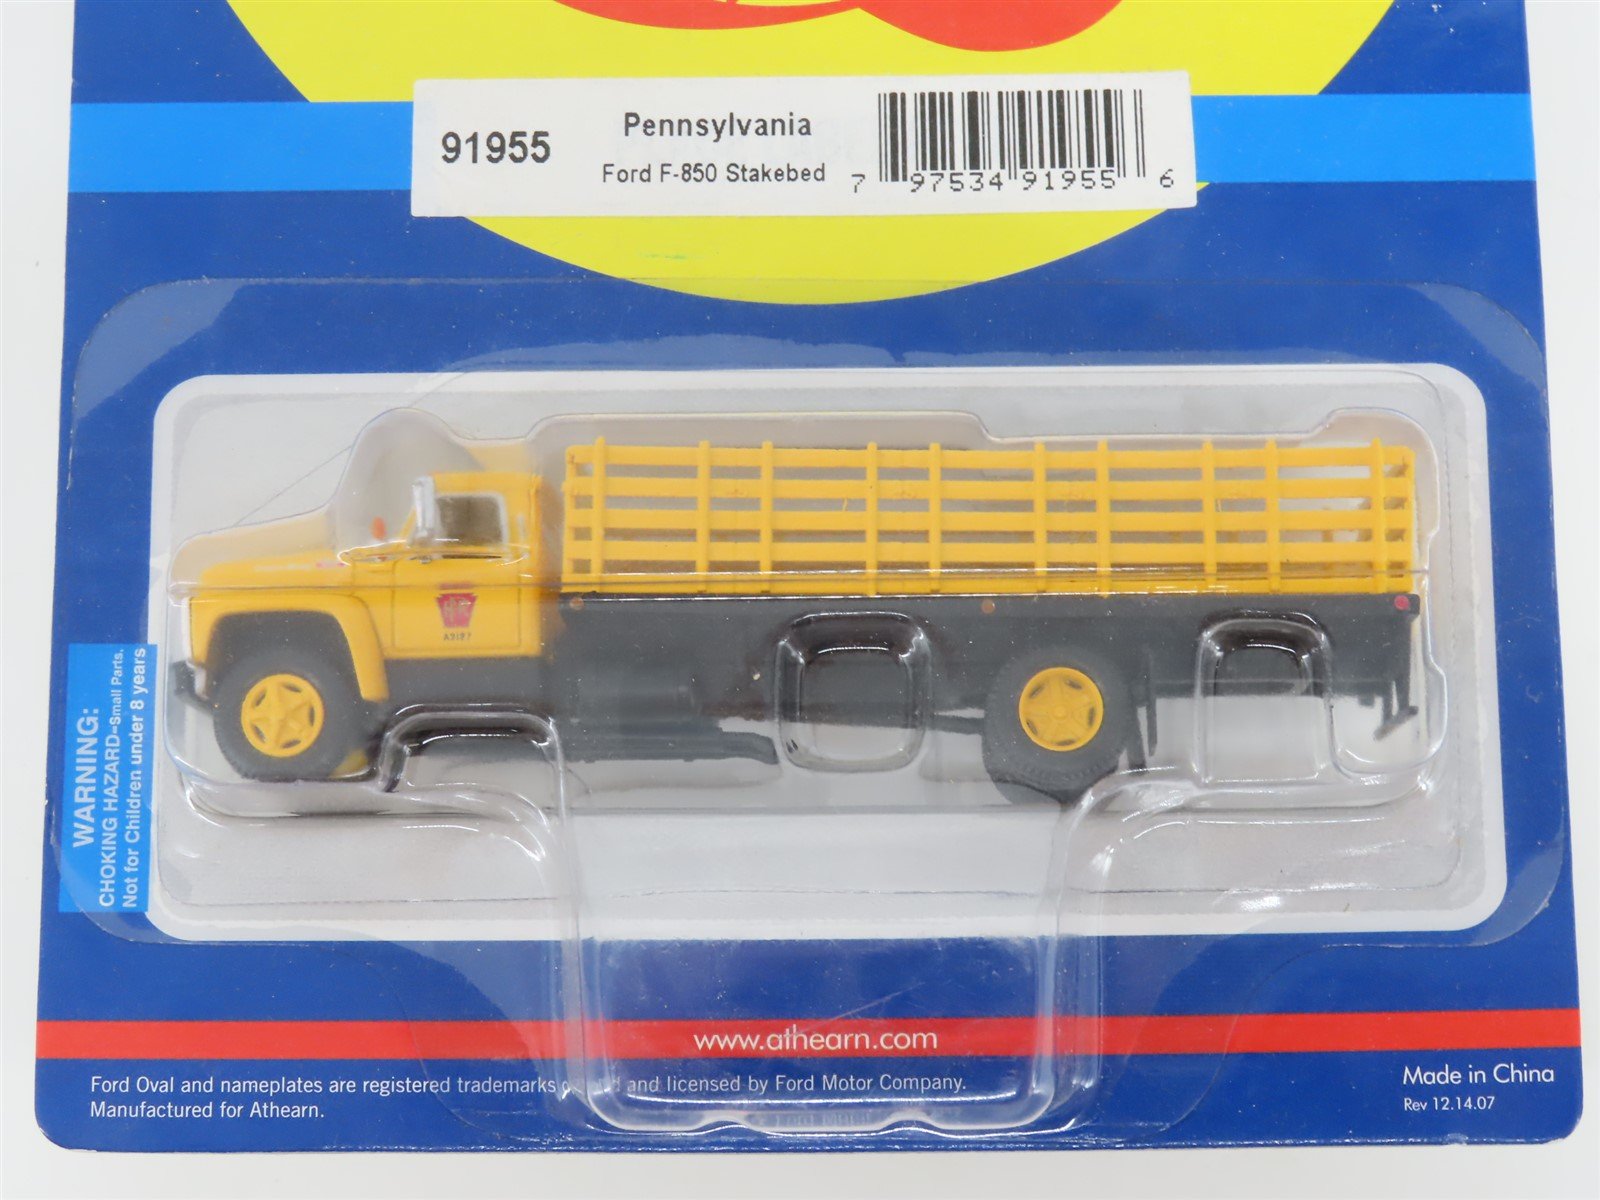 91955
Pennsylvania
Ford F-850 Stakebed
7 97534 91955 6
WARNING:
CHOKING HAZARD-Small Parts.
Not for Children under 8 years
www.athearn.com
Ford Oval and nameplates are registered trademarks and licensed by Ford Motor Company.
Manufactured for Athearn.
Made in China
Rev 12.14.07